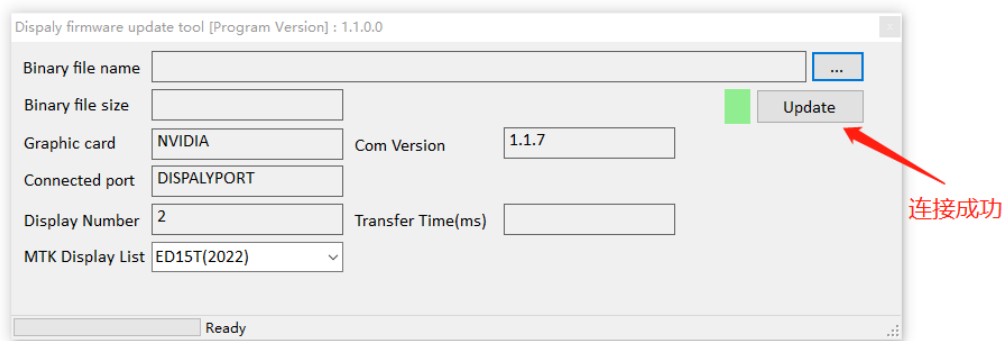 Dispaly firmware update tool [Program Version] : 1.1.0.0
x
Binary file name
...
Binary file size
Update
Graphic card NVIDIA Com Version 1.1.7
Connected port DISPALYPORT
连接成功
Display Number 2 Transfer Time(ms)
MTK Display List ED15T(2022)
Ready